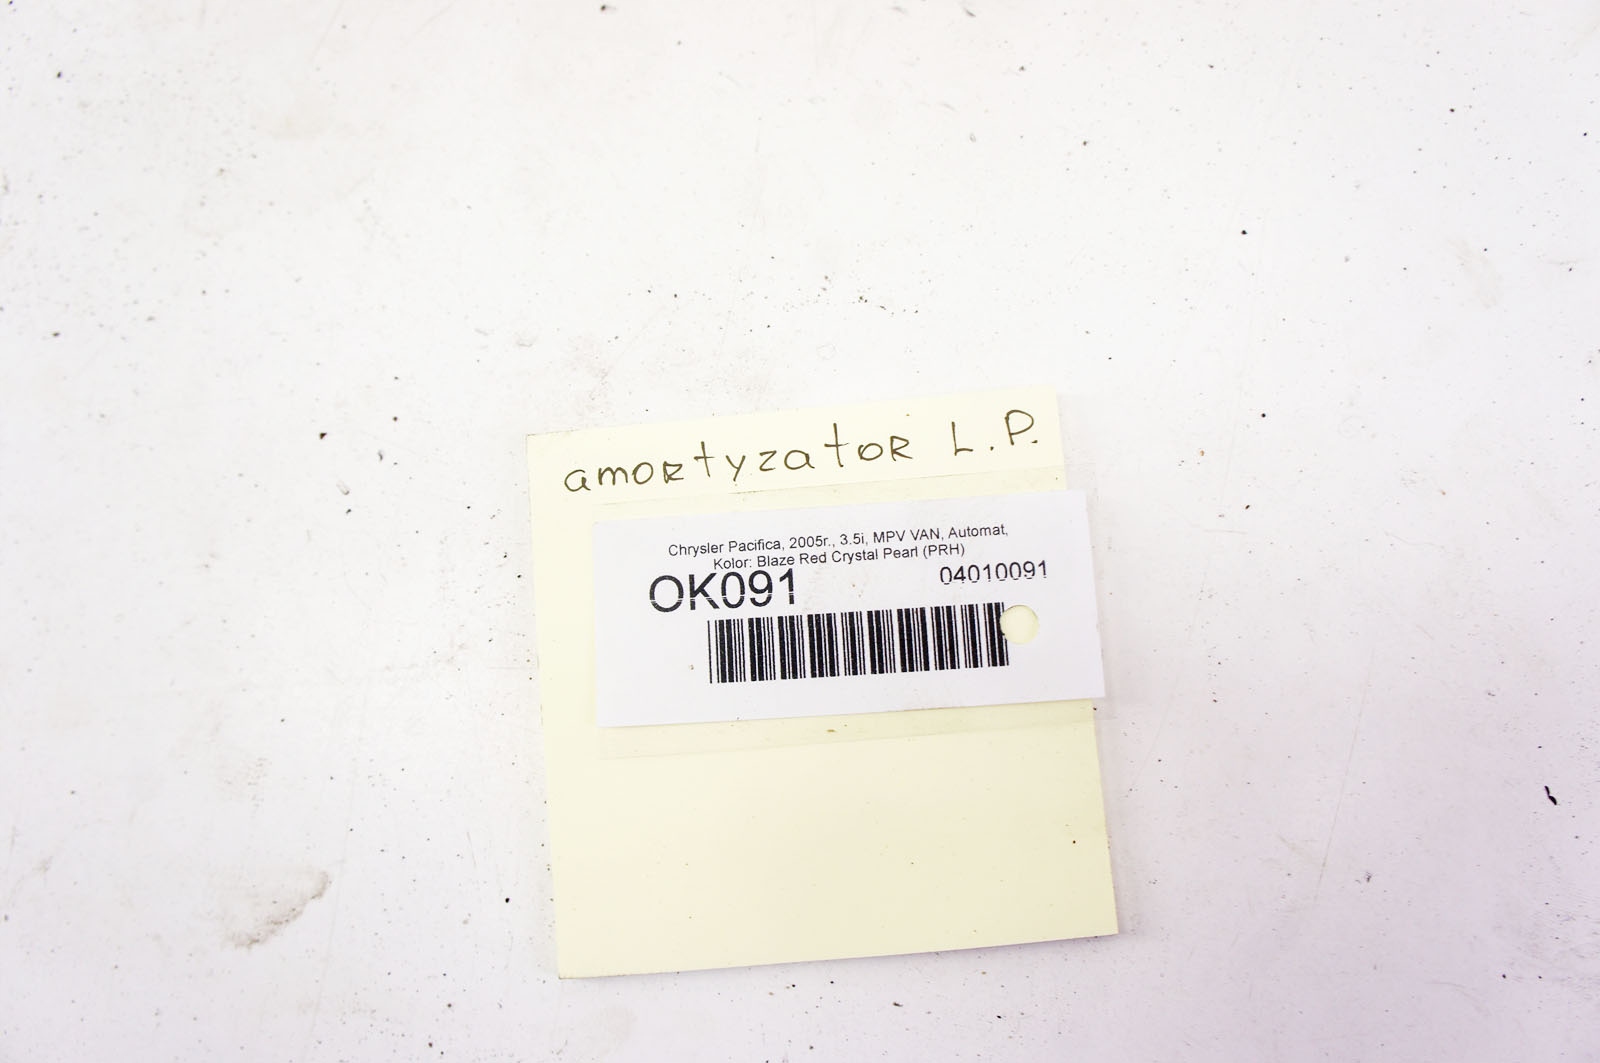 amortyzator L.P.
Chrysler Pacifica, 2005r., 3.5i, MPV VAN, Automat,
Kolor: Blaze Red Crystal Pearl (PRH)
OK091 04010091